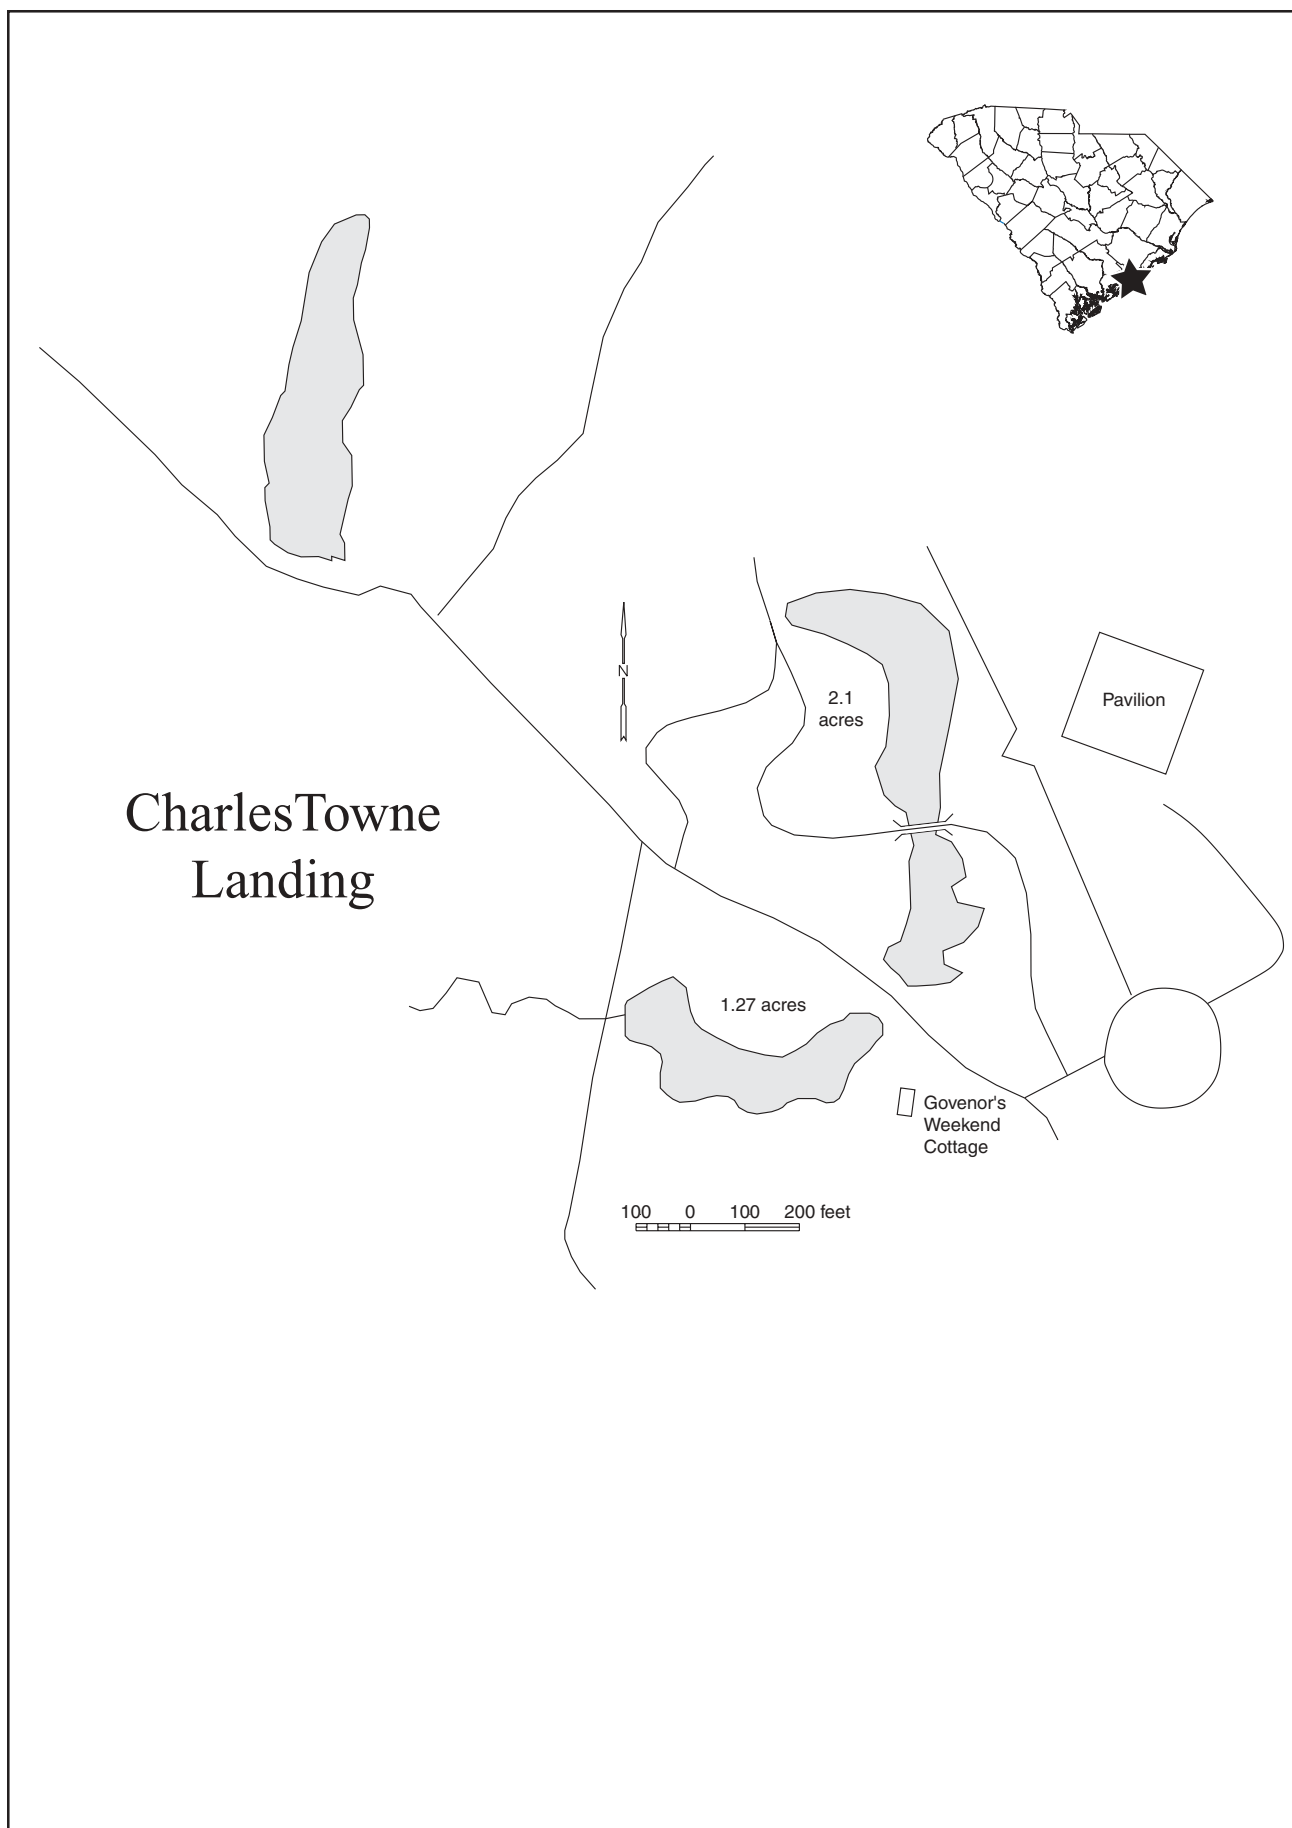 N
2.1
acres
Pavilion
CharlesTowne
Landing
1.27 acres
Govenor's
Weekend
Cottage
100 0 100 200 feet